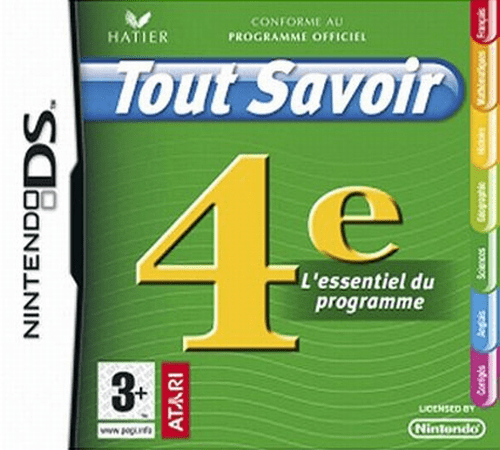 HATIER
CONFORME AU
PROGRAMME OFFICIEL
Tout Savoir
4e
L'essentiel du
programme
NINTENDO DS™
Français
Mathématiques
Histoire
Géographie
Sciences
Anglais
Corrigés
3+
www.pegi.info
ATARI
LICENSED BY
Nintendo